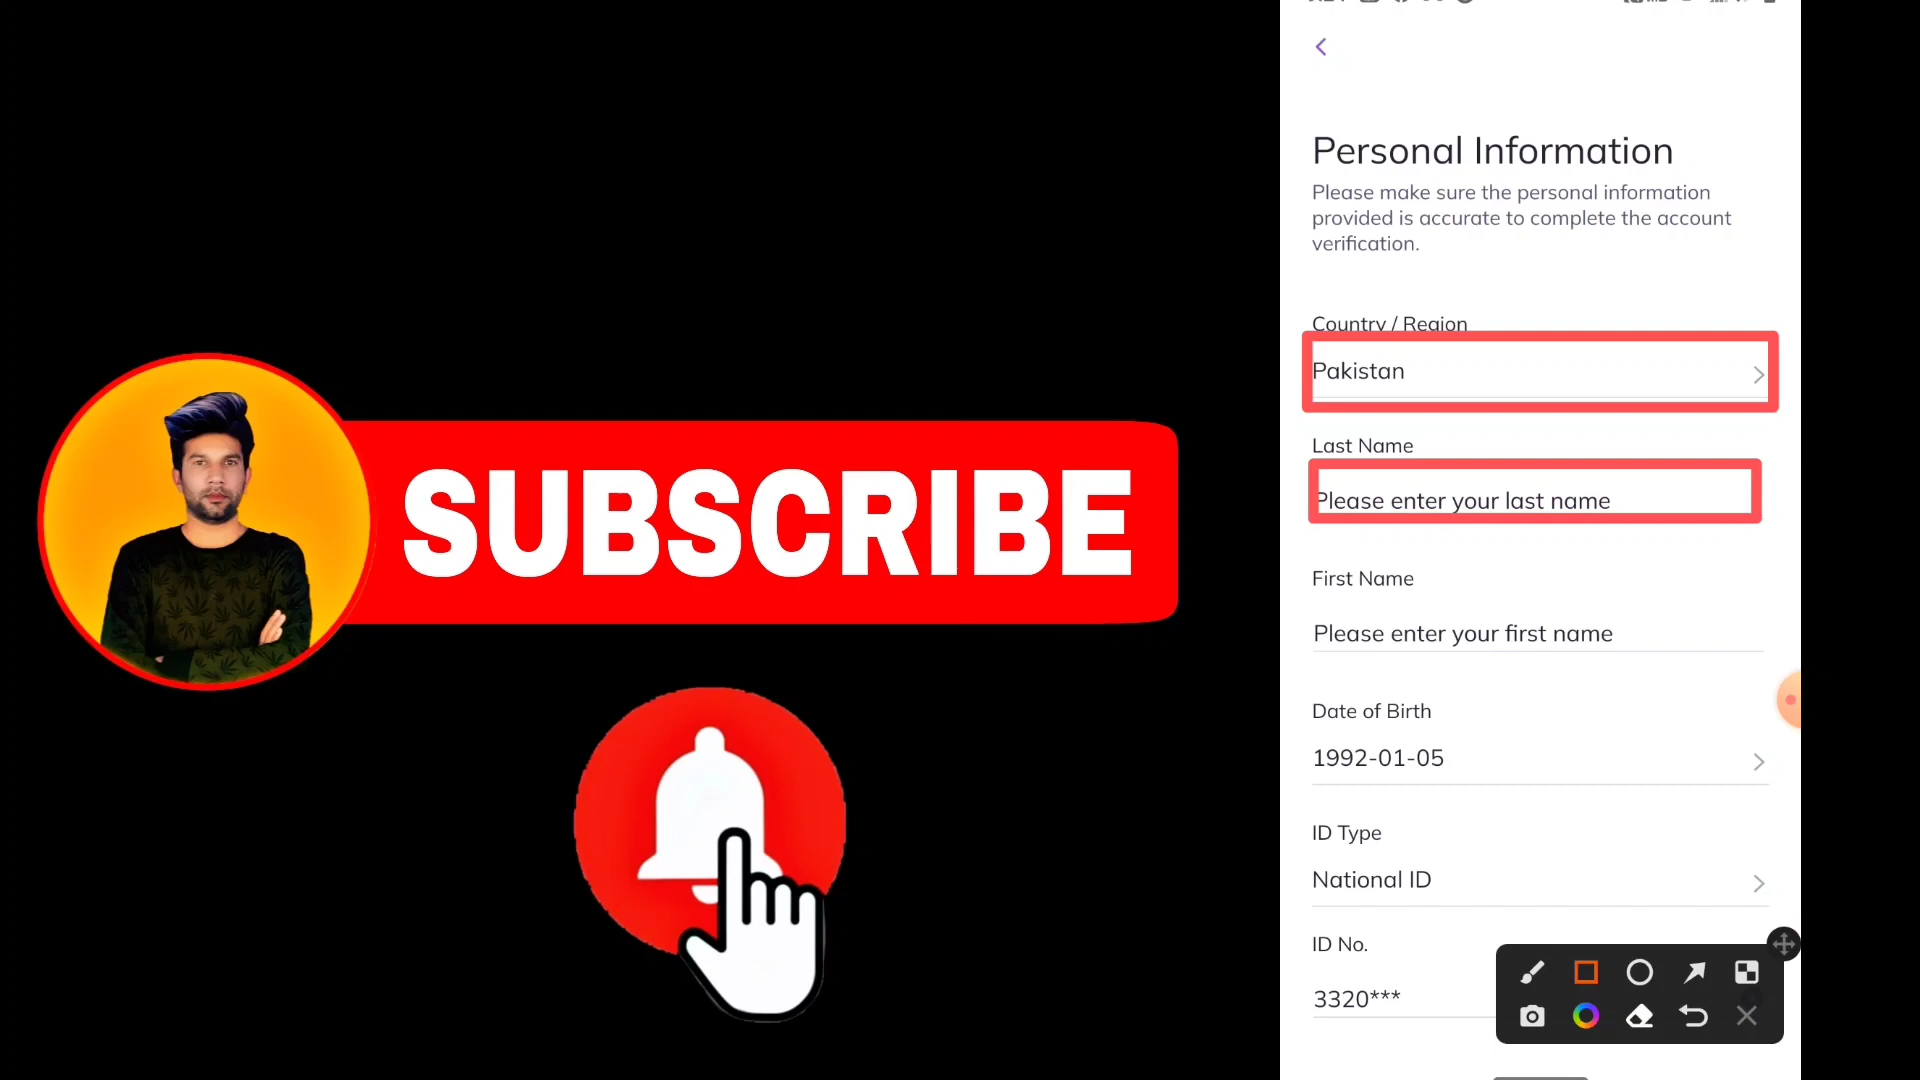 SUBSCRIBE
Personal Information
Please make sure the personal information
provided is accurate to complete the account
verification.
Country / Region
Pakistan
Last Name
Please enter your last name
First Name
Please enter your first name
Date of Birth
1992-01-05
ID Type
National ID
ID No.
3320***